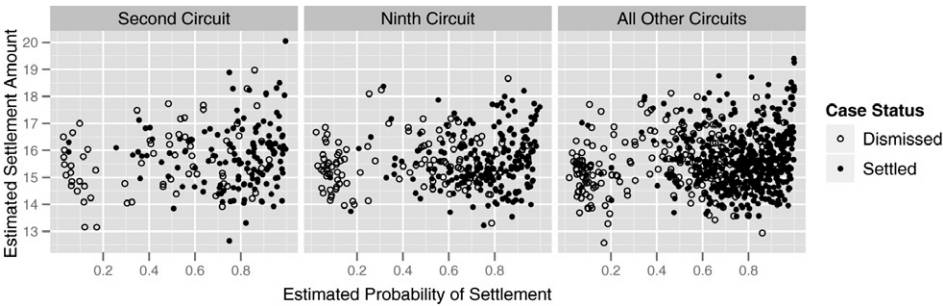 Second Circuit Ninth Circuit All Other Circuits
20
19
18
17
16
15
14
13
Estimated Settlement Amount
0.2 0.4 0.6 0.8 0.2 0.4 0.6 0.8 0.2 0.4 0.6 0.8
Estimated Probability of Settlement
Case Status
Dismissed
Settled